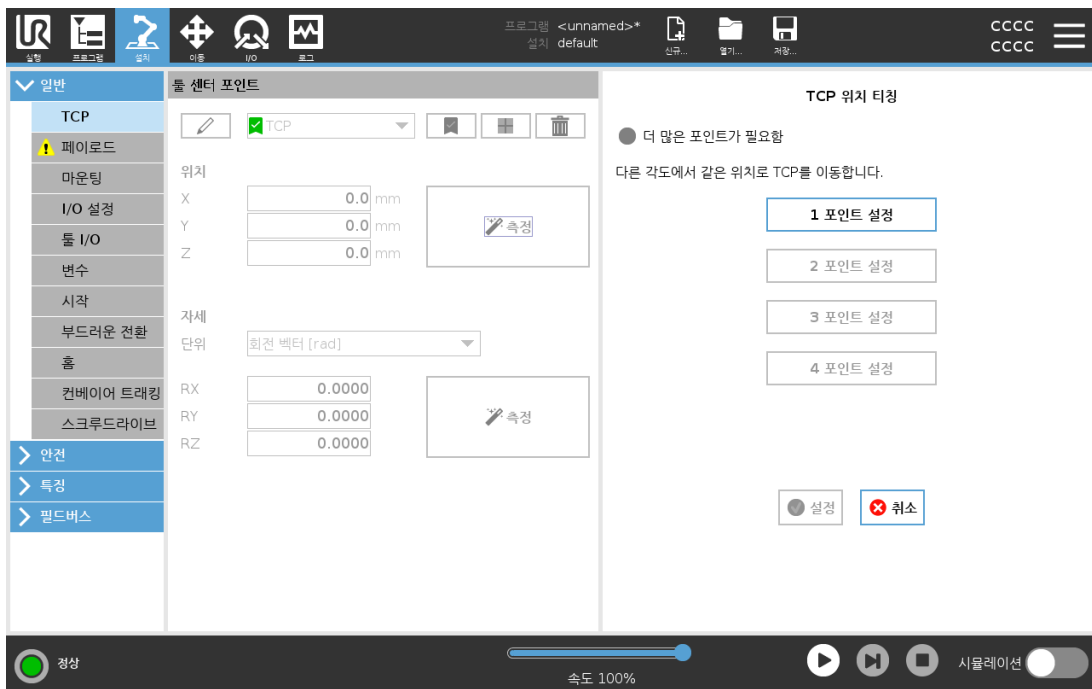 프로그램 <unnamed>*
설치 default
CCCC
CCCC
실행 프로그램 설치 이동 I/O 로그 신규... 열기... 저장...
일반
TCP
페이로드
마운팅
I/O 설정
툴 I/O
변수
시작
부드러운 전환
홈
컨베이어 트래킹
스크루드라이브
안전
특징
필드버스
툴 센터 포인트
TCP
위치
X 0.0 mm
Y 0.0 mm
Z 0.0 mm
측정
자세
단위 회전 벡터 [rad]
RX 0.0000
RY 0.0000
RZ 0.0000
측정
TCP 위치 티칭
더 많은 포인트가 필요함
다른 각도에서 같은 위치로 TCP를 이동합니다.
1 포인트 설정
2 포인트 설정
3 포인트 설정
4 포인트 설정
설정 취소
정상
속도 100%
시뮬레이션